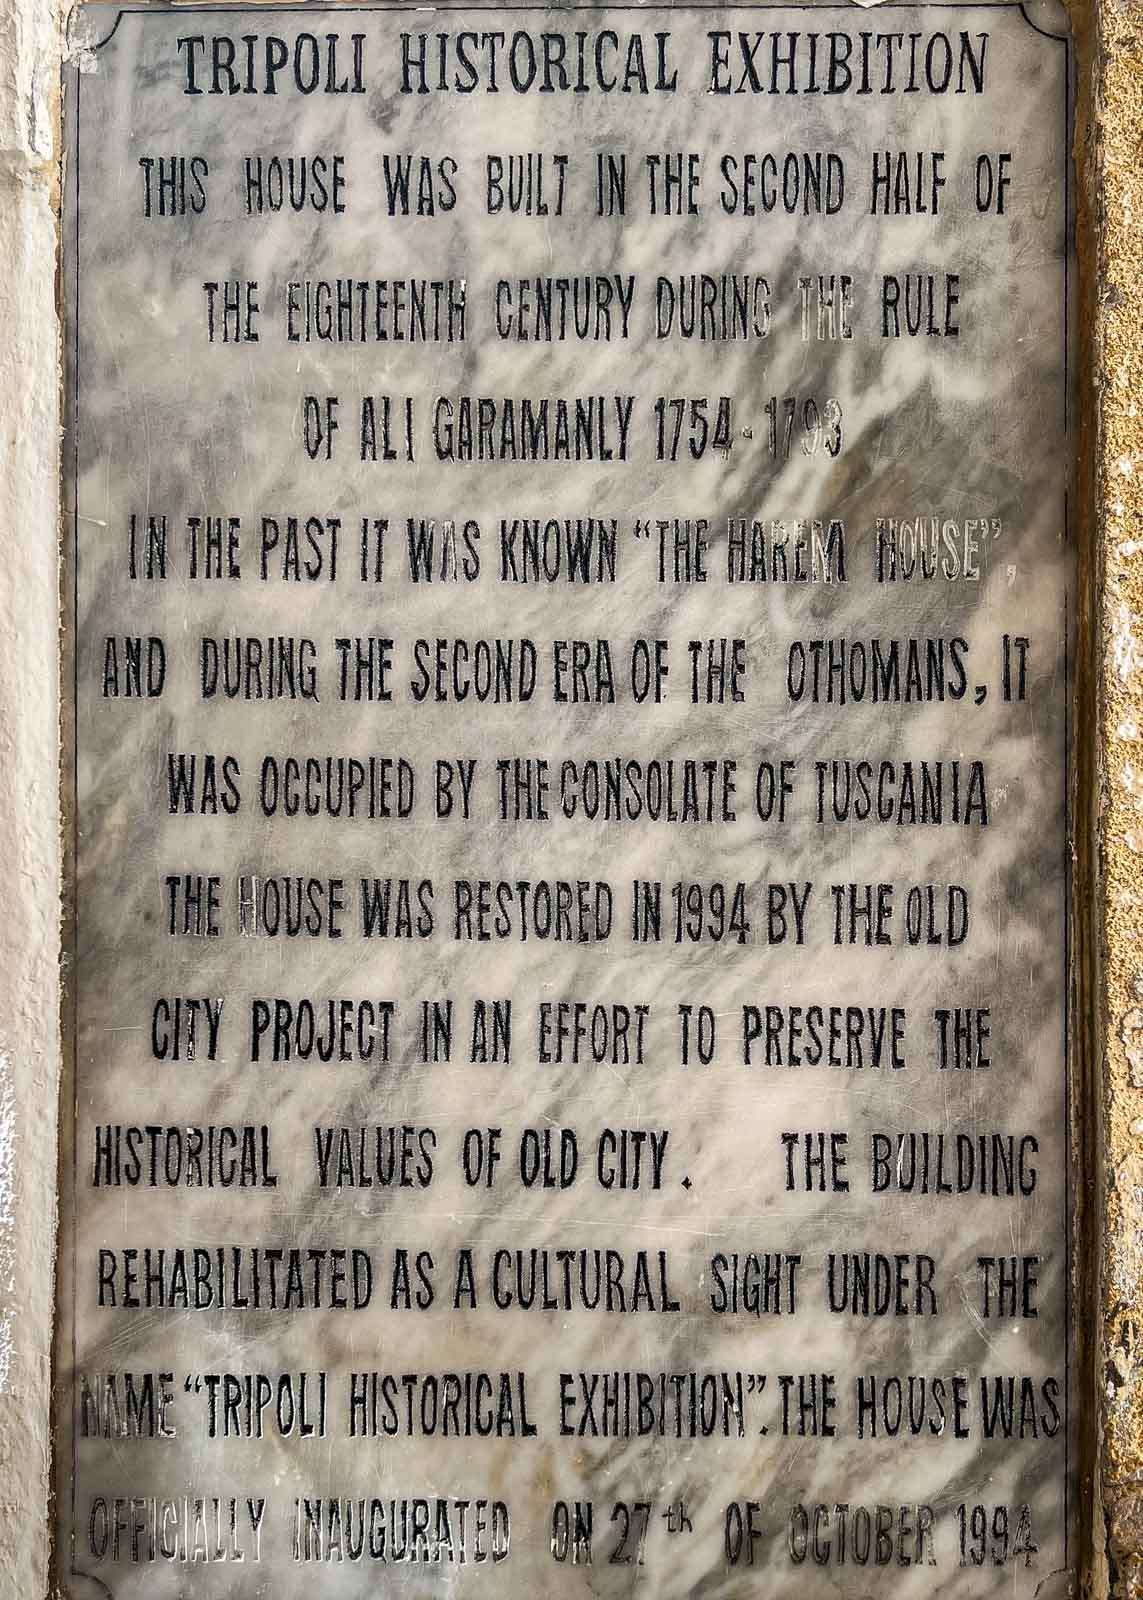 TRIPOLI HISTORICAL EXHIBITION
THIS HOUSE WAS BUILT IN THE SECOND HALF OF
THE EIGHTEENTH CENTURY DURING THE RULE
OF ALI GARAMANLY 1754 - 1793
IN THE PAST IT WAS KNOWN “THE HAREM HOUSE”,
AND DURING THE SECOND ERA OF THE OTHOMANS, IT
WAS OCCUPIED BY THE CONSOLATE OF TUSCANIA
THE HOUSE WAS RESTORED IN 1994 BY THE OLD
CITY PROJECT IN AN EFFORT TO PRESERVE THE
HISTORICAL VALUES OF OLD CITY. THE BUILDING
REHABILITATED AS A CULTURAL SIGHT UNDER THE
NAME “TRIPOLI HISTORICAL EXHIBITION”. THE HOUSE WAS
OFFICIALLY INAUGURATED ON 27th OF OCTOBER 1994